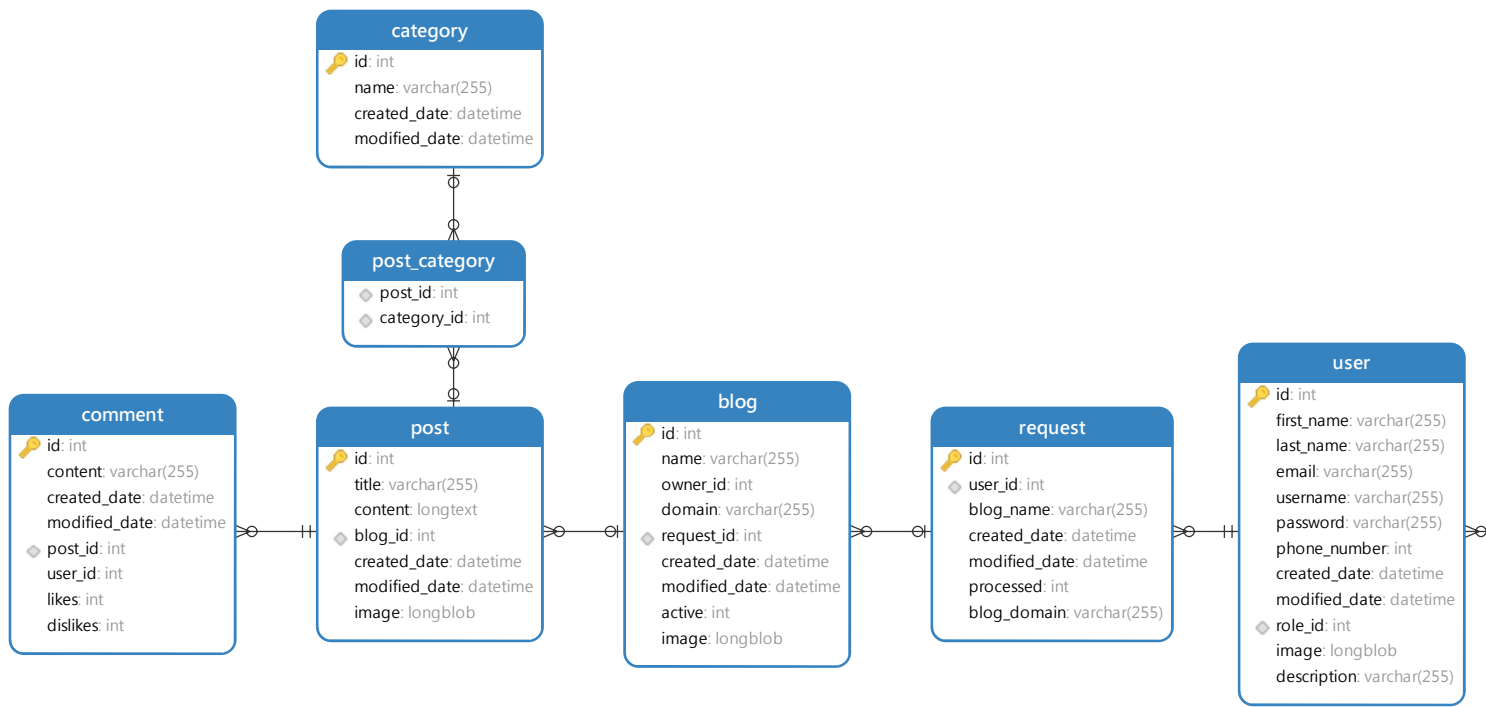 category
id: int
name: varchar(255)
created_date: datetime
modified_date: datetime
post_category
post_id: int
category_id: int
comment
id: int
content: varchar(255)
created_date: datetime
modified_date: datetime
post_id: int
user_id: int
likes: int
dislikes: int
post
id: int
title: varchar(255)
content: longtext
blog_id: int
created_date: datetime
modified_date: datetime
image: longblob
blog
id: int
name: varchar(255)
owner_id: int
domain: varchar(255)
request_id: int
created_date: datetime
modified_date: datetime
active: int
image: longblob
request
id: int
user_id: int
blog_name: varchar(255)
created_date: datetime
modified_date: datetime
processed: int
blog_domain: varchar(255)
user
id: int
first_name: varchar(255)
last_name: varchar(255)
email: varchar(255)
username: varchar(255)
password: varchar(255)
phone_number: int
created_date: datetime
modified_date: datetime
role_id: int
image: longblob
description: varchar(255)